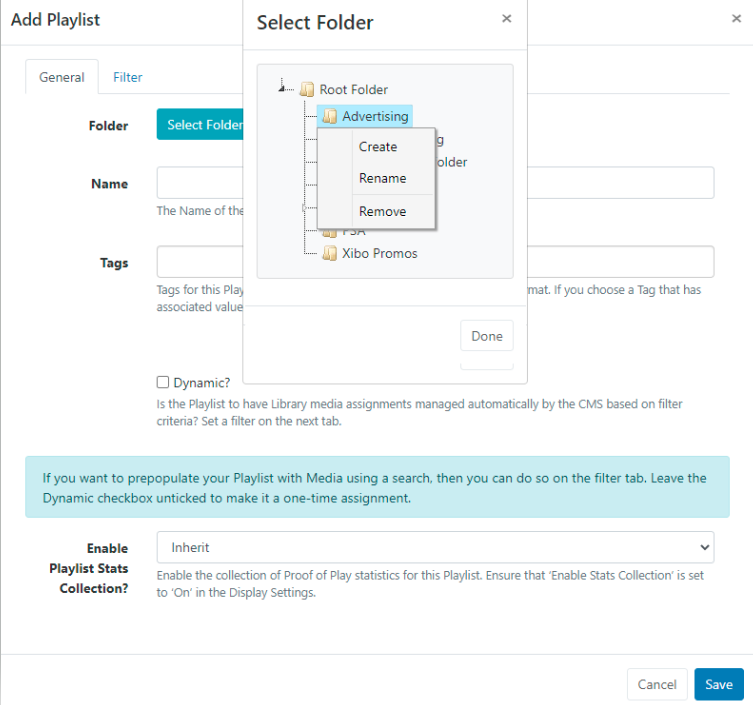 Add Playlist
×
Select Folder
×
General
Filter
Root Folder
Advertising
Create
Rename
Remove
g
older
Xibo Promos
Done
Folder
Select Folder
Name
The Name of the
Tags
Tags for this Play
mat. If you choose a Tag that has
associated value
Dynamic?
Is the Playlist to have Library media assignments managed automatically by the CMS based on filter
criteria? Set a filter on the next tab.
If you want to prepopulate your Playlist with Media using a search, then you can do so on the filter tab. Leave the
Dynamic checkbox unticked to make it a one-time assignment.
Enable
Playlist Stats
Collection?
Inherit
Enable the collection of Proof of Play statistics for this Playlist. Ensure that ‘Enable Stats Collection’ is set
to ‘On’ in the Display Settings.
Cancel
Save